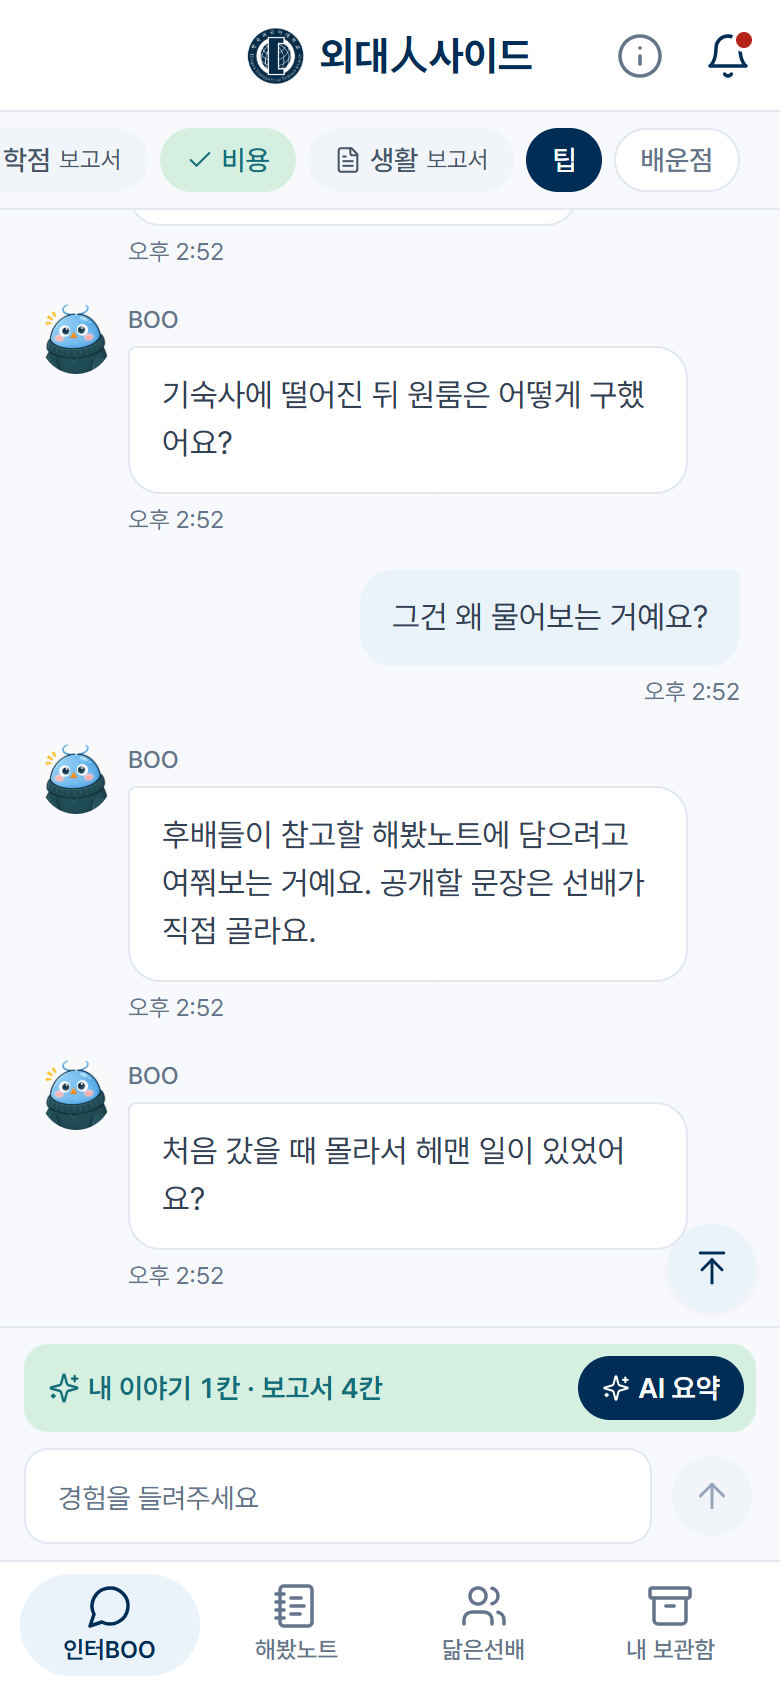 외대人사이드
학점 보고서
비용
생활 보고서
팁
배운점
오후 2:52
BOO
기숙사에 떨어진 뒤 원룸은 어떻게 구했
어요?
오후 2:52
그건 왜 물어보는 거예요?
오후 2:52
BOO
후배들이 참고할 해봤노트에 담으려고
여쭤보는 거예요. 공개할 문장은 선배가
직접 골라요.
오후 2:52
BOO
처음 갔을 때 몰라서 헤맨 일이 있었어
요?
오후 2:52
내 이야기 1칸 · 보고서 4칸
AI 요약
경험을 들려주세요
인터BOO
해봤노트
닮은선배
내 보관함